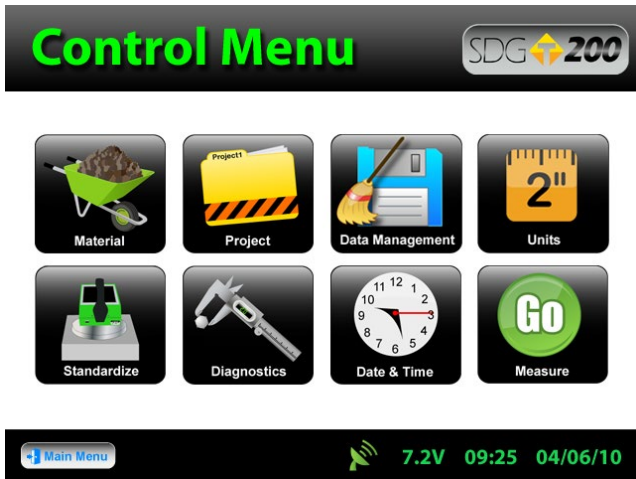 Control Menu
SDG T 200
Project1
2"
Material
Project
Data Management
Units
12
11
1
10
2
9
3
8
4
7
5
6
Go
Standardize
Diagnostics
Date & Time
Measure
Main Menu
7.2V 09:25 04/06/10